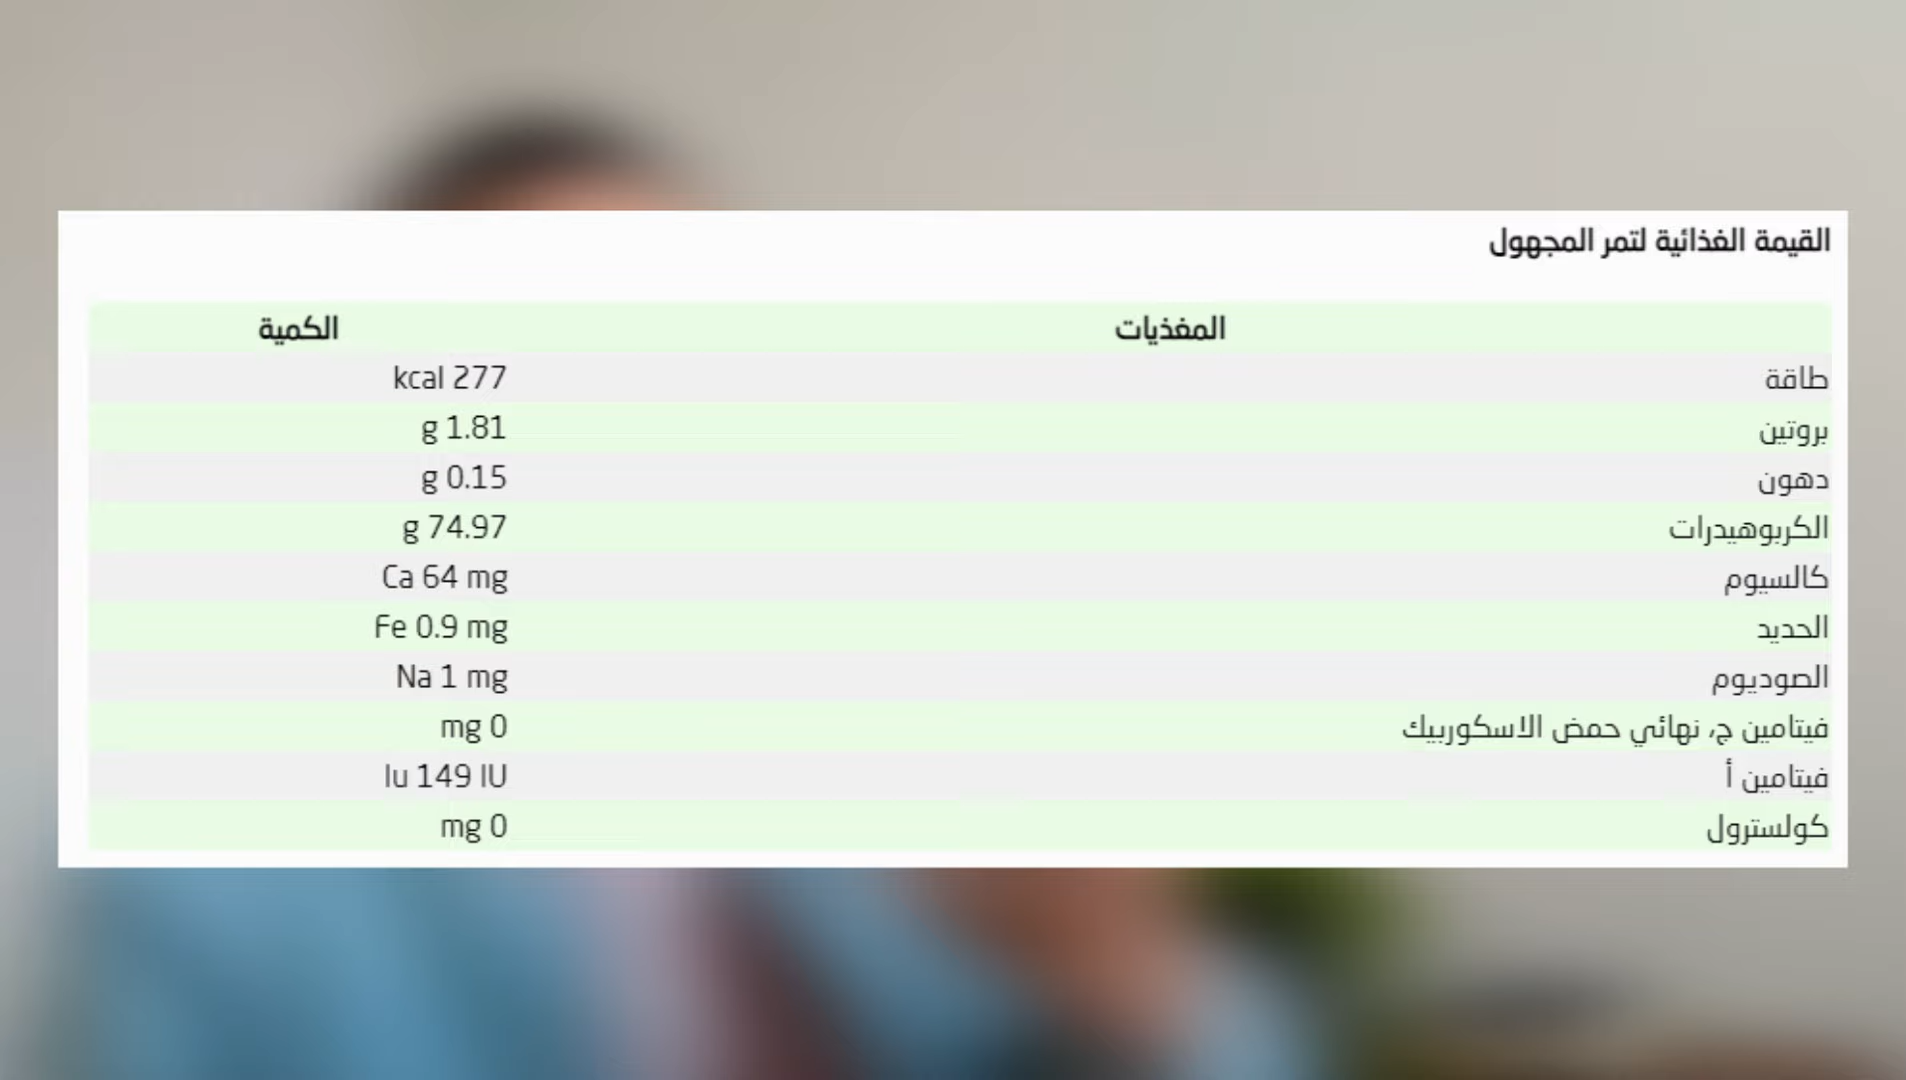 القيمة الغذائية لتمر المجهول
المغذيات الكمية
طاقة kcal 277
بروتين g 1.81
دهون g 0.15
الكربوهيدرات g 74.97
كالسيوم Ca 64 mg
الحديد Fe 0.9 mg
الصوديوم Na 1 mg
فيتامين ج، نهائي حمض الاسكوربيك mg 0
فيتامين أ Iu 149 IU
كولسترول mg 0